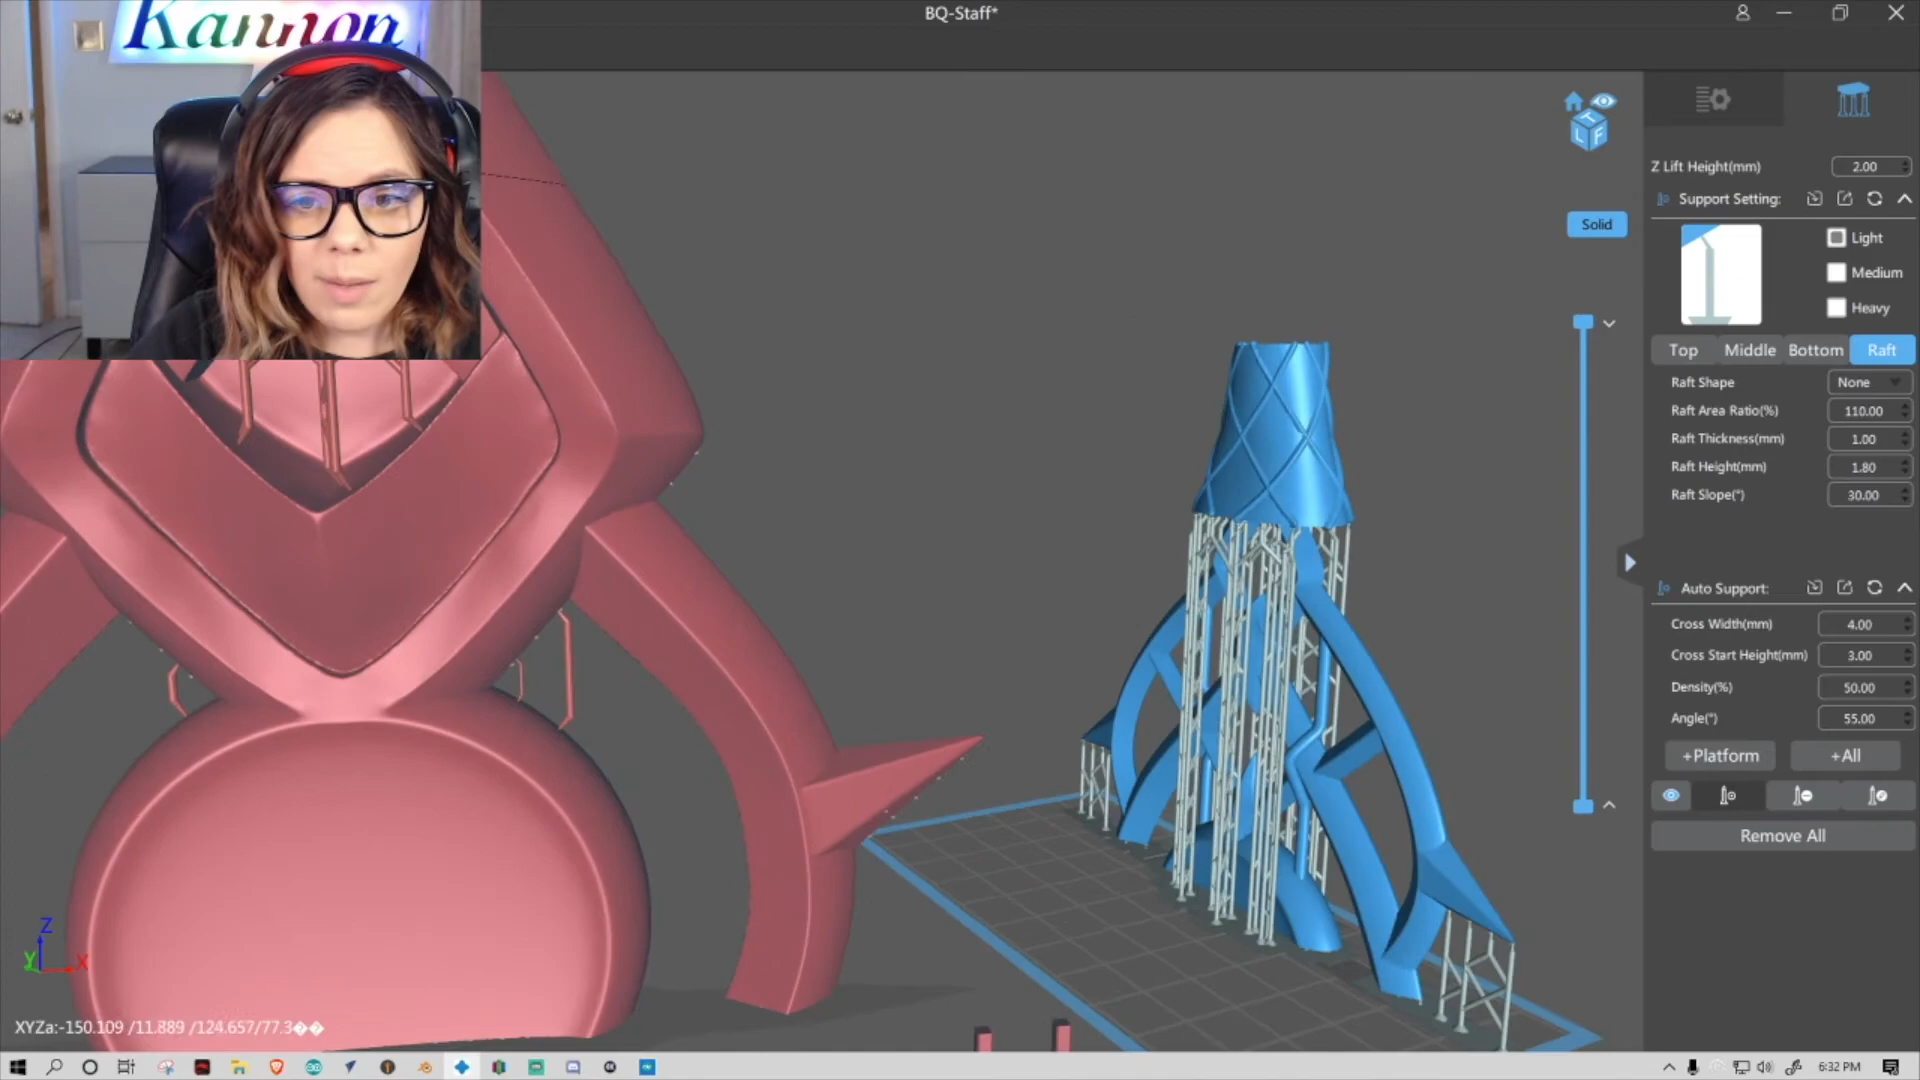 Kannon
BQ-Staff*
Z Lift Height(mm) 2.00
Support Setting:
Light
Medium
Heavy
Solid
Top Middle Bottom Raft
Raft Shape None
Raft Area Ratio(%) 110.00
Raft Thickness(mm) 1.00
Raft Height(mm) 1.80
Raft Slope(°) 30.00
Auto Support:
Cross Width(mm) 4.00
Cross Start Height(mm) 3.00
Density(%) 50.00
Angle(°) 55.00
+Platform +All
Remove All
T
L F
Z
Y X
XYZa:-150.109 /11.889 /124.657/77.3��
6:32 PM